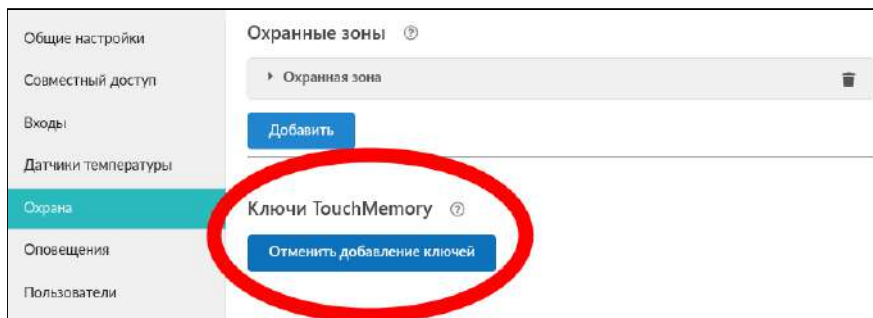 Общие настройки
Совместный доступ
Входы
Датчики температуры
Охрана
Оповещения
Пользователи
Охранные зоны ?
Охранная зона
Добавить
Ключи TouchMemory ?
Отменить добавление ключей